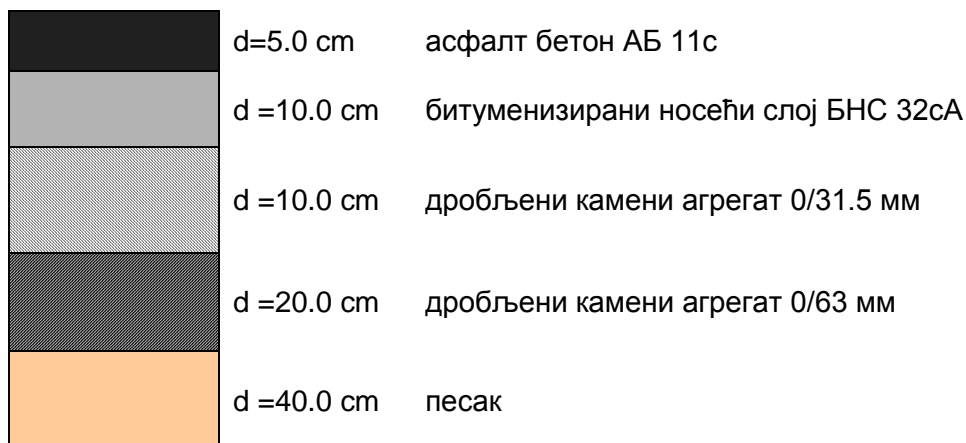 d=5.0 cm асфалт бетон АБ 11с
d =10.0 cm битуменизирани носећи слој БНС 32сА
d =10.0 cm дробљени камени агрегат 0/31.5 мм
d =20.0 cm дробљени камени агрегат 0/63 мм
d =40.0 cm песак